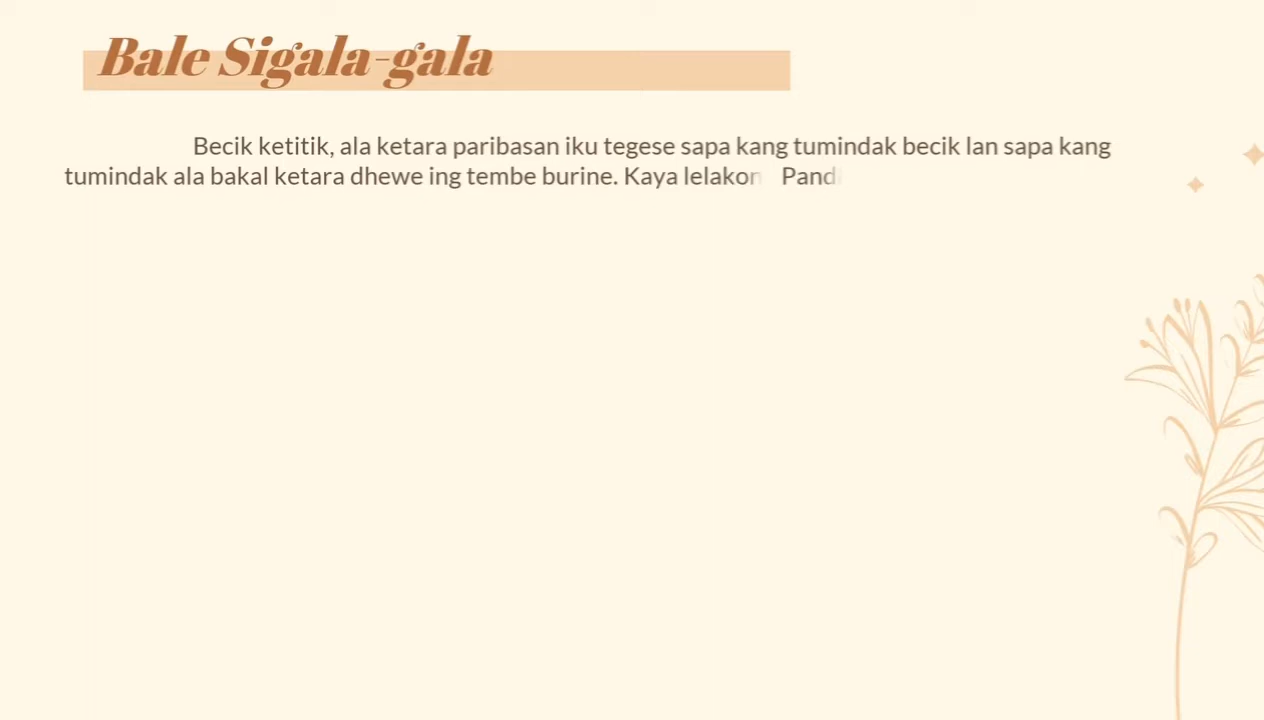 Bale Sigala-gala
Becik ketitik, ala ketara paribasan iku tegese sapa kang tumindak becik lan sapa kang
tumindak ala bakal ketara dhewe ing tembe burine. Kaya lelakon